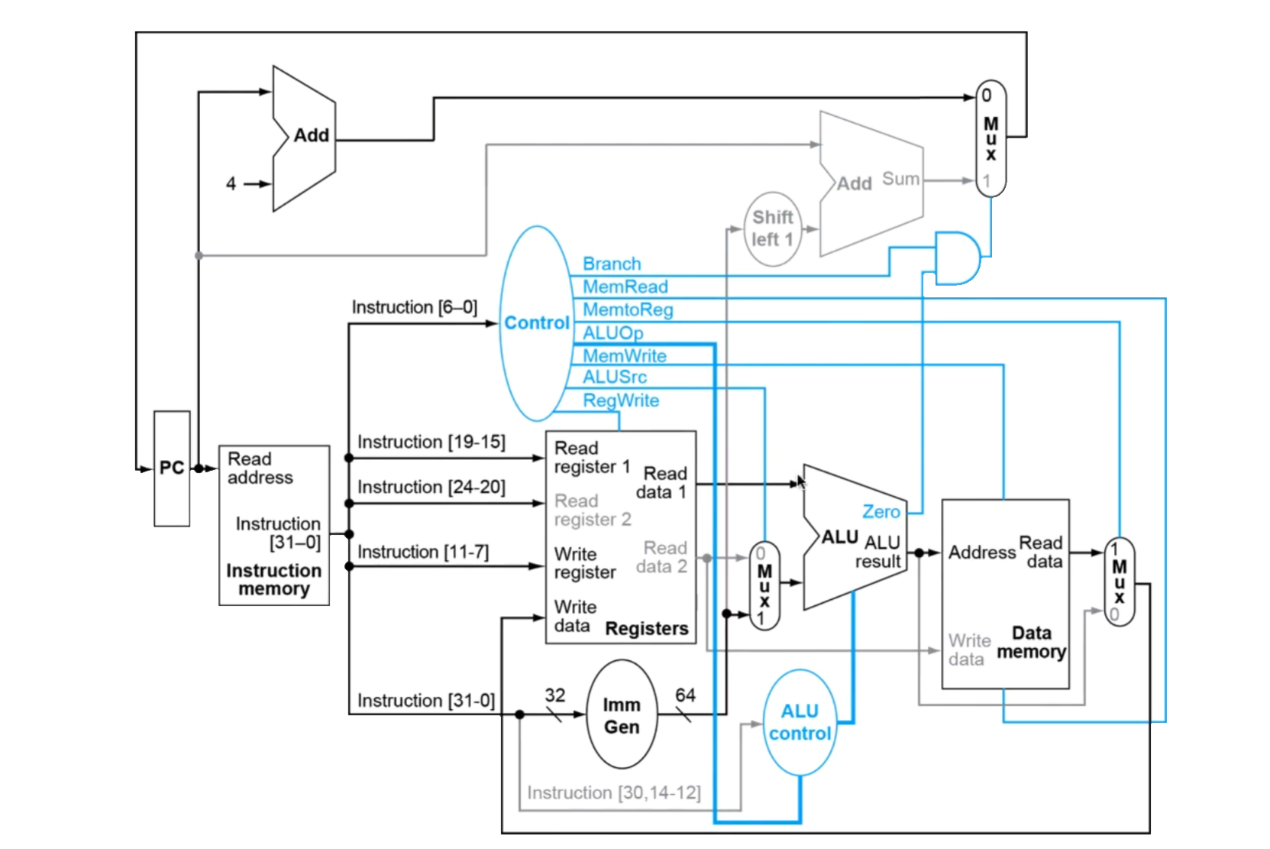 0
Mux
Add
4
Add Sum
1
Shift
left 1
Branch
MemRead
MemtoReg
ALUOp
MemWrite
ALUSrc
RegWrite
Control
Instruction [6–0]
Instruction [19-15]
Instruction [24-20]
Instruction [11-7]
Instruction [31-0]
PC
Read
address
Instruction
[31–0]
Instruction
memory
Read
register 1
Read
data 1
Read
register 2
Write
register
Read
data 2
Write
data
Registers
0
Mux
1
Zero
ALU
ALU
result
Address
Read
data
Write
data
Data
memory
1
Mux
0
32
Imm
Gen
64
ALU
control
Instruction [30,14-12]